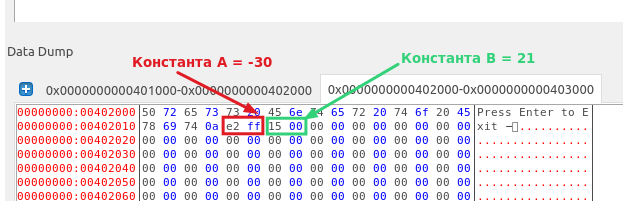 Data Dump
Константа A = -30
Константа B = 21
0x0000000000401000-0x0000000000402000
0x0000000000402000-0x0000000000403000
00000000:00402000 50 72 65 73 73 20 45 6e 74 65 72 20 74 6f 20 45 Press Enter to E
00000000:00402010 78 69 74 0a e2 ff 15 00 00 00 00 00 00 00 00 00 xit
00000000:00402020 00 00 00 00 00 00 00 00 00 00 00 00 00 00 00 00 ................
00000000:00402030 00 00 00 00 00 00 00 00 00 00 00 00 00 00 00 00 ................
00000000:00402040 00 00 00 00 00 00 00 00 00 00 00 00 00 00 00 00 ................
00000000:00402050 00 00 00 00 00 00 00 00 00 00 00 00 00 00 00 00 ................
00000000:00402060 00 00 00 00 00 00 00 00 00 00 00 00 00 00 00 00 ................